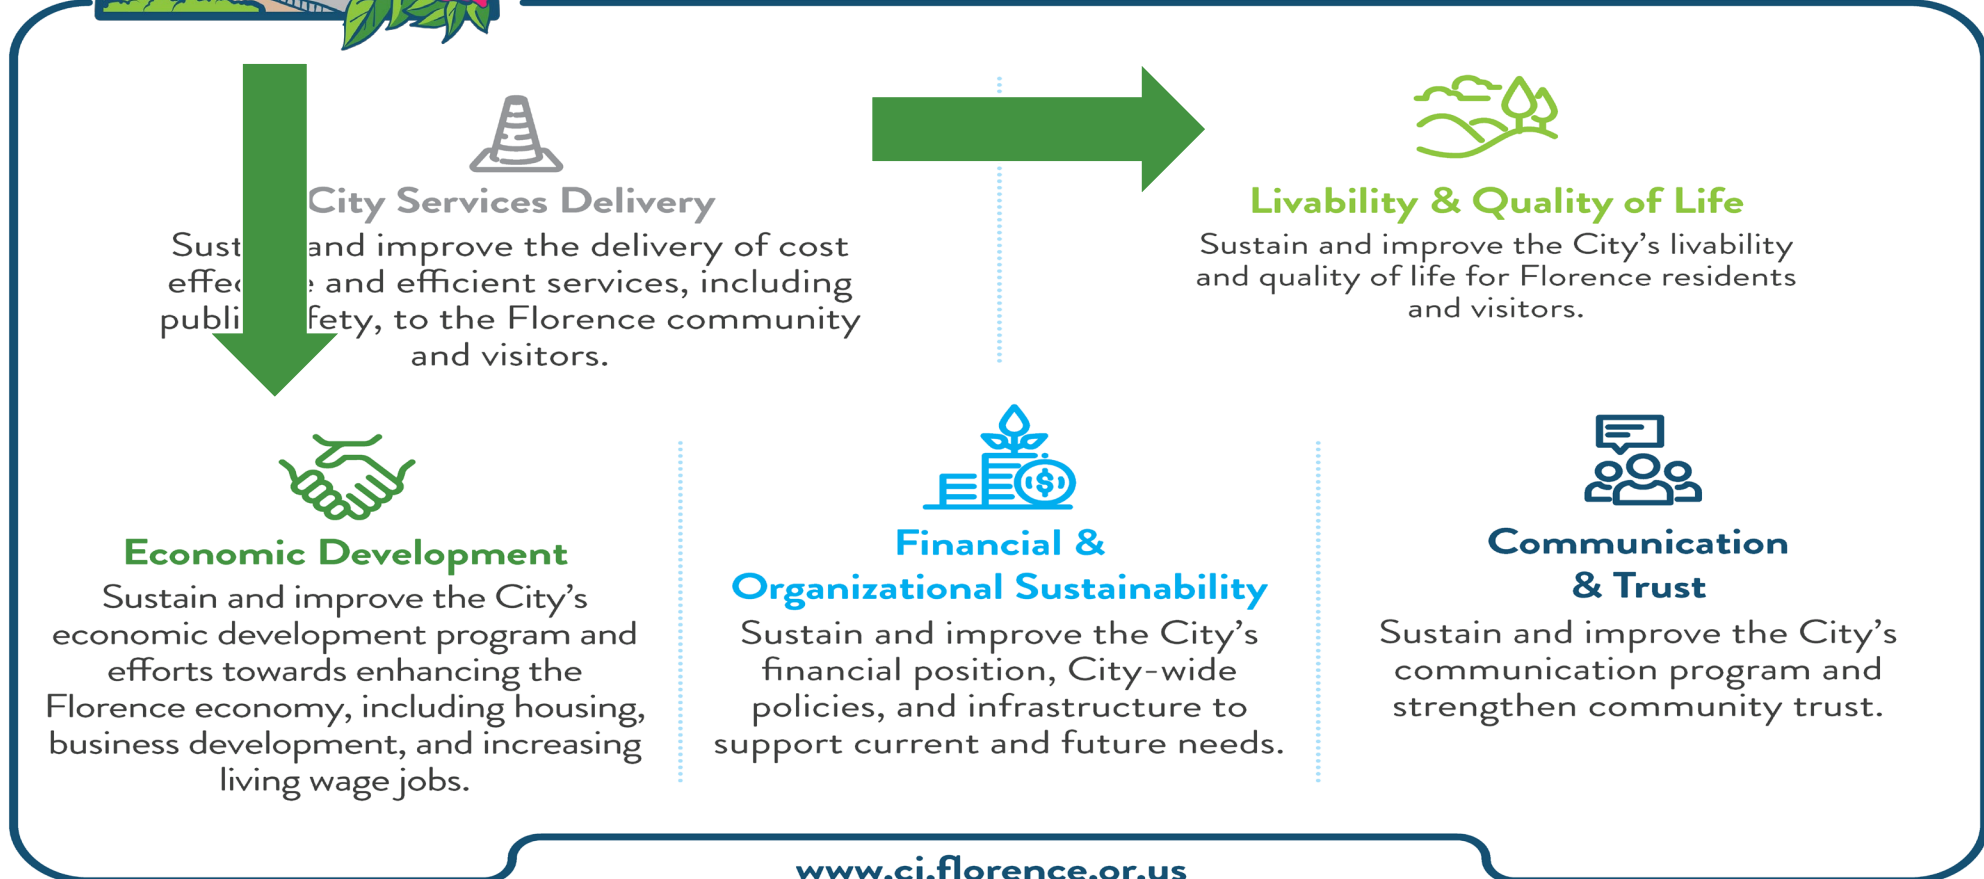 City Services Delivery
and improve the delivery of cost
and efficient services, including
to the Florence community
and visitors.
Livability & Quality of Life
Sustain and improve the City's livability
and quality of life for Florence residents
and visitors.
Economic Development
Sustain and improve the City's
economic development program and
efforts towards enhancing the
Florence economy, including housing,
business development, and increasing
living wage jobs.
Financial &
Organizational Sustainability
Sustain and improve the City's
financial position, City-wide
policies, and infrastructure to
support current and future needs.
Communication
& Trust
Sustain and improve the City's
communication program and
strengthen community trust.
www.ci.florence.or.us